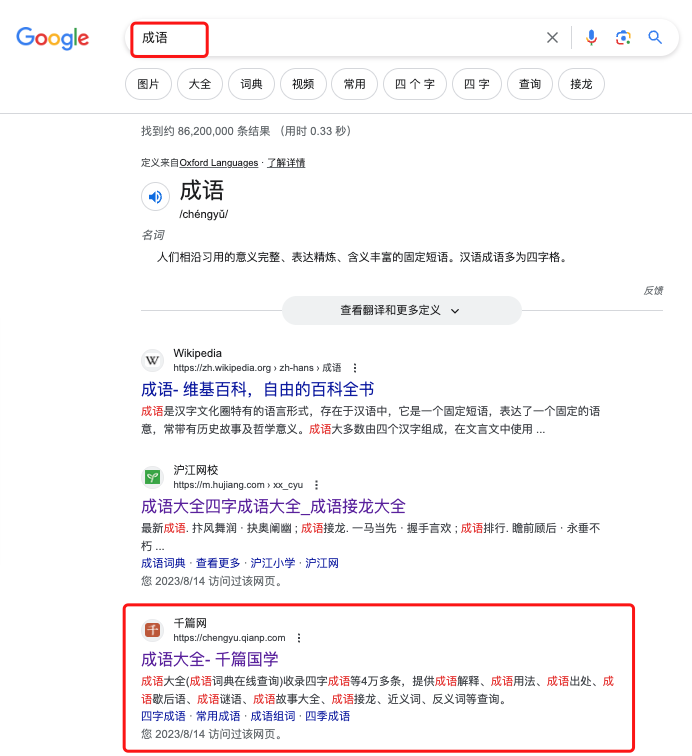 Google
成语
图片
大全
词典
视频
常用
四个字
四字
查询
接龙
找到约 86,200,000 条结果 （用时 0.33 秒）
定义来自Oxford Languages · 了解详情
成语
/chéngyǔ/
名词
人们相沿习用的意义完整、表达精炼、含义丰富的固定短语。汉语成语多为四字格。
反馈
查看翻译和更多定义
W
Wikipedia
https://zh.wikipedia.org › zh-hans › 成语
成语- 维基百科，自由的百科全书
成语是汉字文化圈特有的语言形式，存在于汉语中，它是一个固定短语，表达了一个固定的语
意，常带有历史故事及哲学意义。成语大多数由四个汉字组成，在文言文中使用 ...
沪江网校
https://m.hujiang.com › xx_cyu
成语大全四字成语大全_成语接龙大全
最新成语. 抃风舞润 · 抉奥阐幽 ; 成语接龙. 一马当先 · 握手言欢 ; 成语排行. 瞻前顾后 · 永垂不
朽 ...
成语词典 · 查看更多 · 沪江小学 · 沪江网
您 2023/8/14 访问过该网页。
千
千篇网
https://chengyu.qianp.com
成语大全- 千篇国学
成语大全(成语词典在线查询)收录四字成语等4万多条，提供成语解释、成语用法、成语出处、成
语歇后语、成语谜语、成语故事大全、成语接龙、近义词、反义词等查询。
四字成语 · 常用成语 · 成语组词 · 四季成语
您 2023/8/14 访问过该网页。